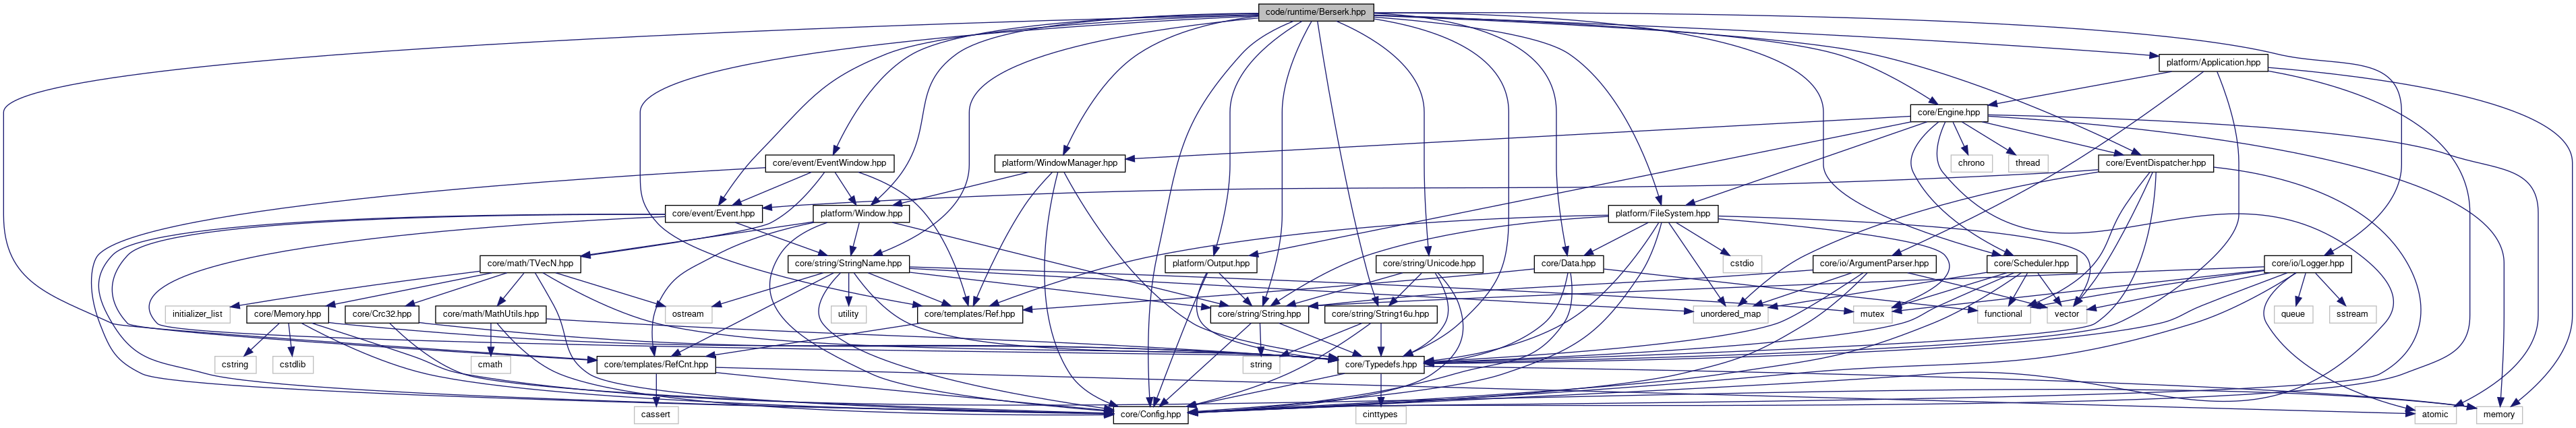 code/runtime/Berserk.hpp
platform/Application.hpp
core/Engine.hpp
core/event/EventWindow.hpp
platform/WindowManager.hpp
chrono
thread
core/EventDispatcher.hpp
core/event/Event.hpp
platform/Window.hpp
platform/FileSystem.hpp
core/math/TVecN.hpp
core/string/StringName.hpp
platform/Output.hpp
core/string/Unicode.hpp
core/Data.hpp
cstdio
core/io/ArgumentParser.hpp
core/Scheduler.hpp
core/io/Logger.hpp
initializer_list
core/Memory.hpp
core/Crc32.hpp
core/math/MathUtils.hpp
ostream
utility
core/templates/Ref.hpp
core/string/String.hpp
core/string/String16u.hpp
unordered_map
mutex
functional
vector
queue
sstream
cstring
cstdlib
cmath
core/templates/RefCnt.hpp
string
core/Typedefs.hpp
cassert
core/Config.hpp
cinttypes
atomic
memory